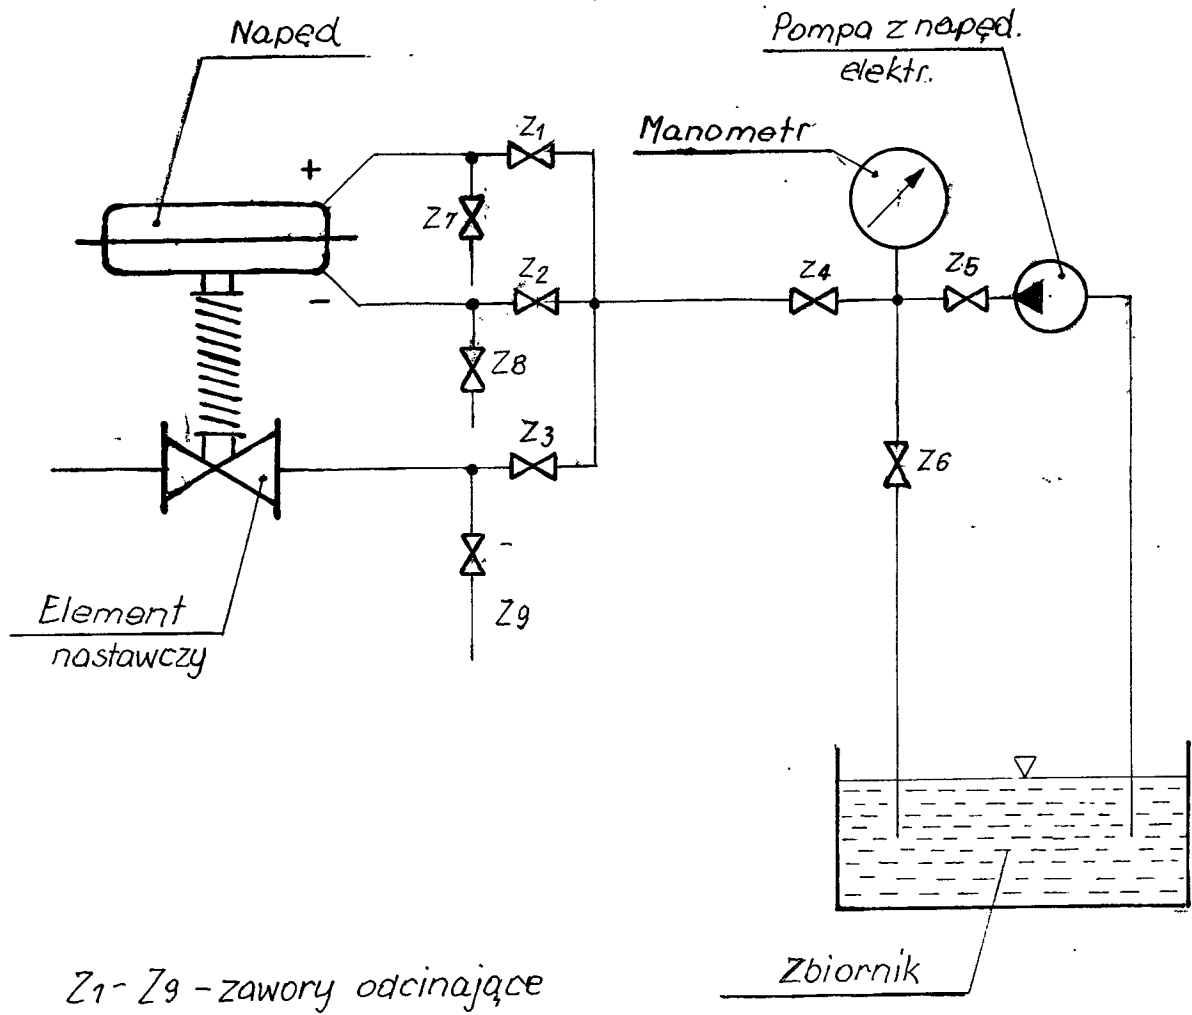 Napęd
Pompa z napęd.
elektr.
Manometr
Z1
+
Z7
Z2
Z4
Z5
−
Z8
Z3
Z6
Z9
Element
nastawczy
Zbiornik
Z1 - Z9 - zawory odcinające